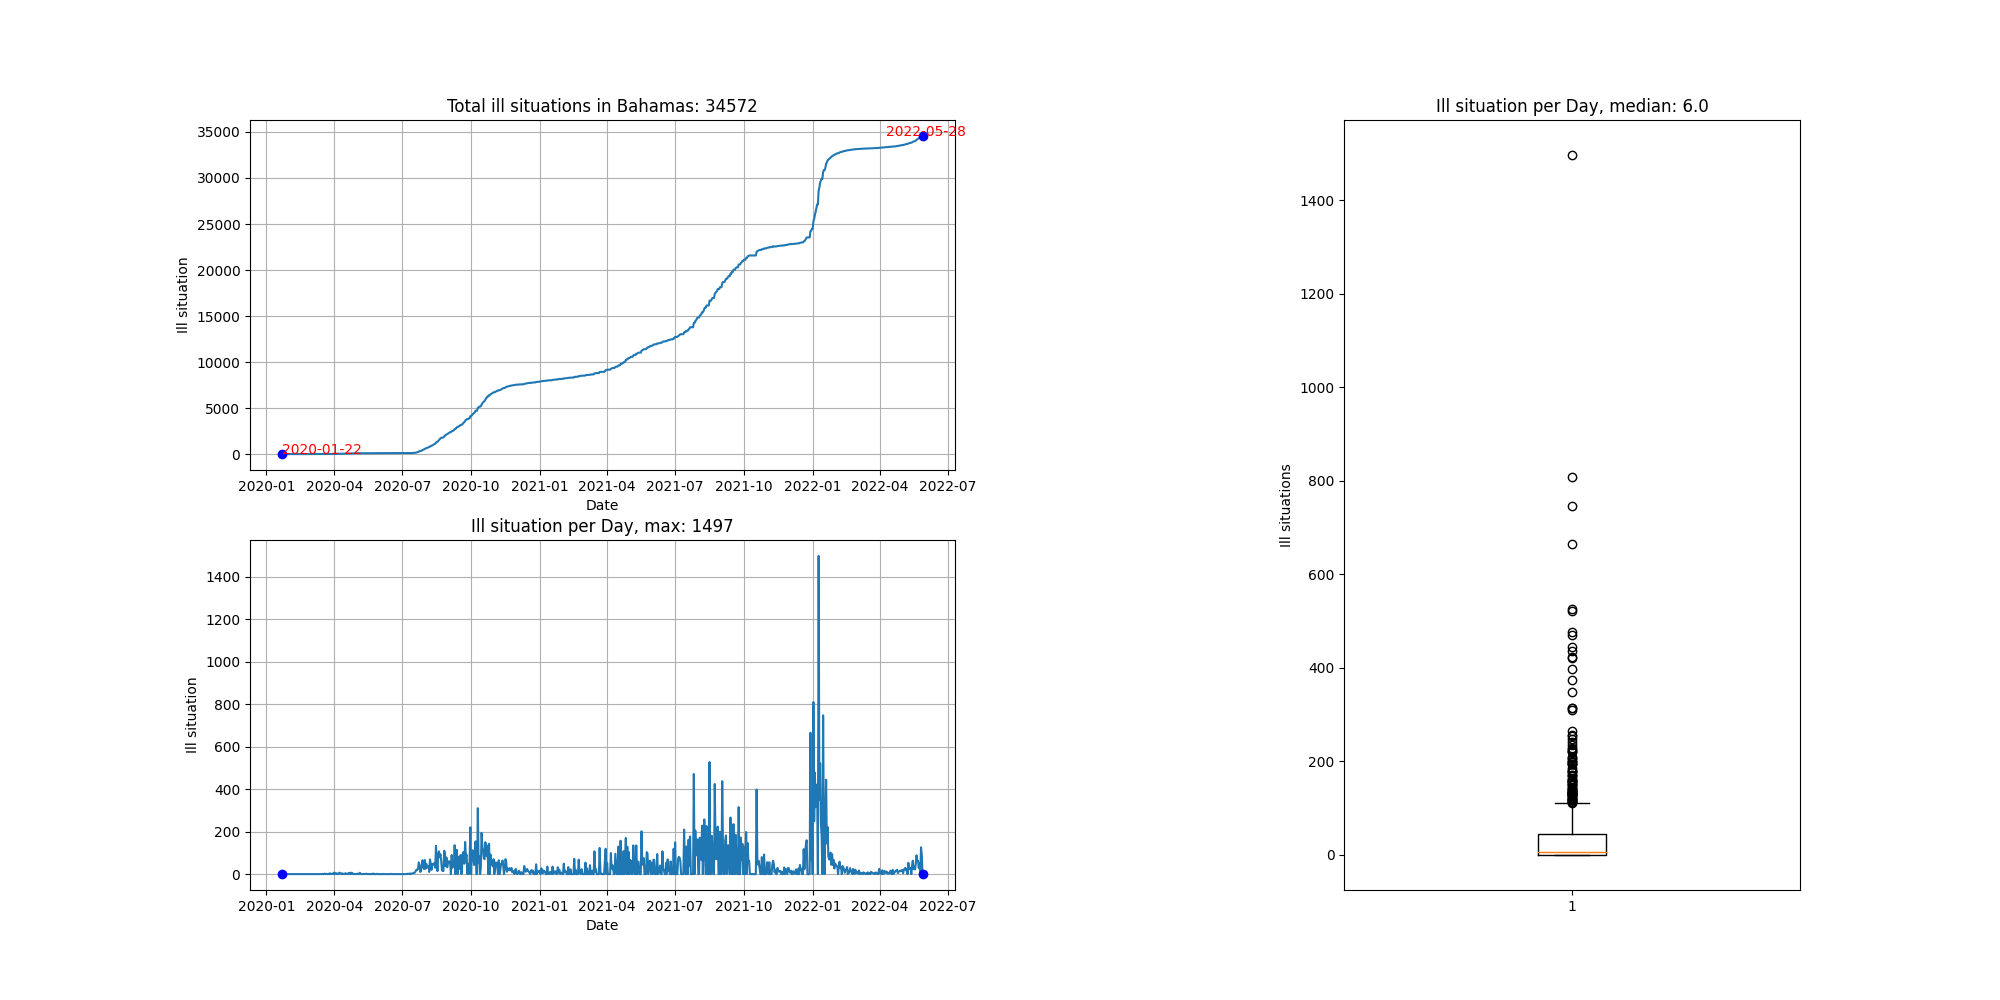 Total ill situations in Bahamas: 34572
Ill situation
35000
30000
25000
20000
15000
10000
5000
0
2022-05-28
2020-01-22
2020-01 2020-04 2020-07 2020-10 2021-01 2021-04 2021-07 2021-10 2022-01 2022-04 2022-07
Date
Ill situation per Day, max: 1497
Ill situation
1400
1200
1000
800
600
400
200
0
2020-01 2020-04 2020-07 2020-10 2021-01 2021-04 2021-07 2021-10 2022-01 2022-04 2022-07
Date
Ill situation per Day, median: 6.0
Ill situations
1400
1200
1000
800
600
400
200
0
1